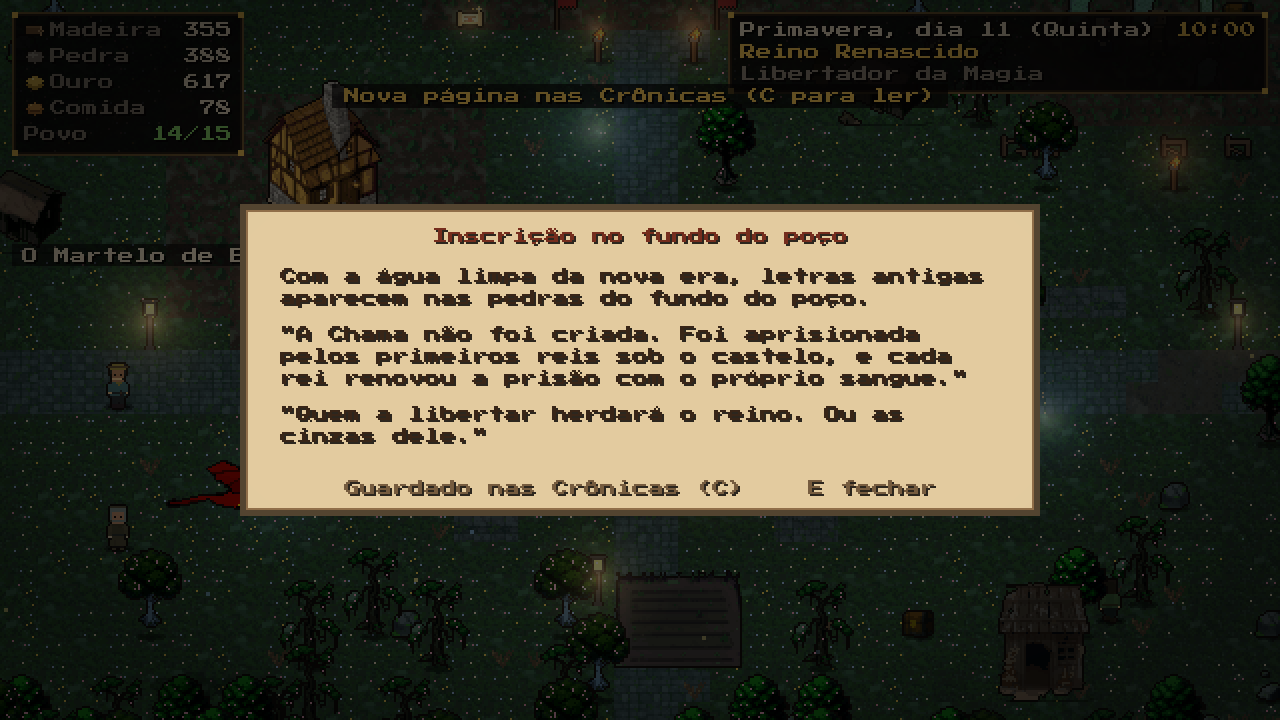 Madeira 355
Pedra 388
Ouro 617
Comida 78
Povo 14/15
Primavera, dia 11 (Quinta) 10:00
Reino Renascido
Libertador da Magia
Nova página nas Crônicas (C para ler)
O Martelo de
Inscrição no fundo do poço
Com a água limpa da nova era, letras antigas
aparecem nas pedras do fundo do poço.
"A Chama não foi criada. Foi aprisionada
pelos primeiros reis sob o castelo, e cada
rei renovou a prisão com o próprio sangue."
"Quem a libertar herdará o reino. Ou as
cinzas dele."
Guardado nas Crônicas (C) E fechar